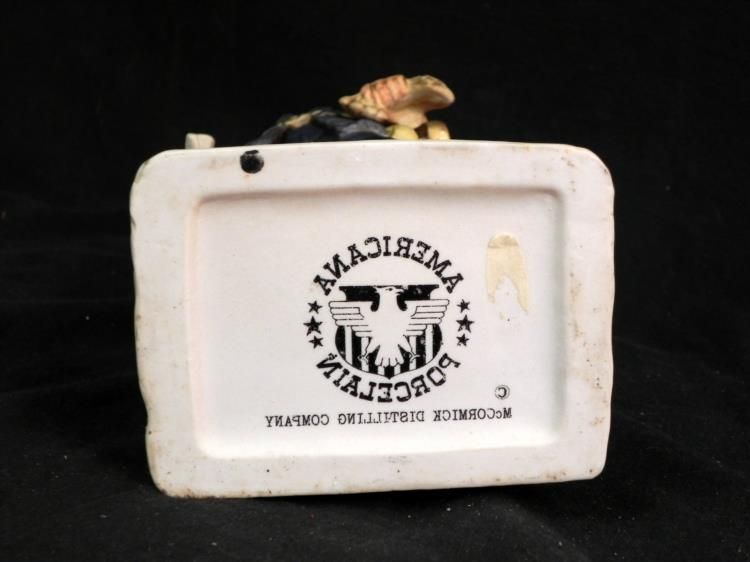 AMERICANA
PORCELAIN
©
McCORMICK DISTILLING COMPANY